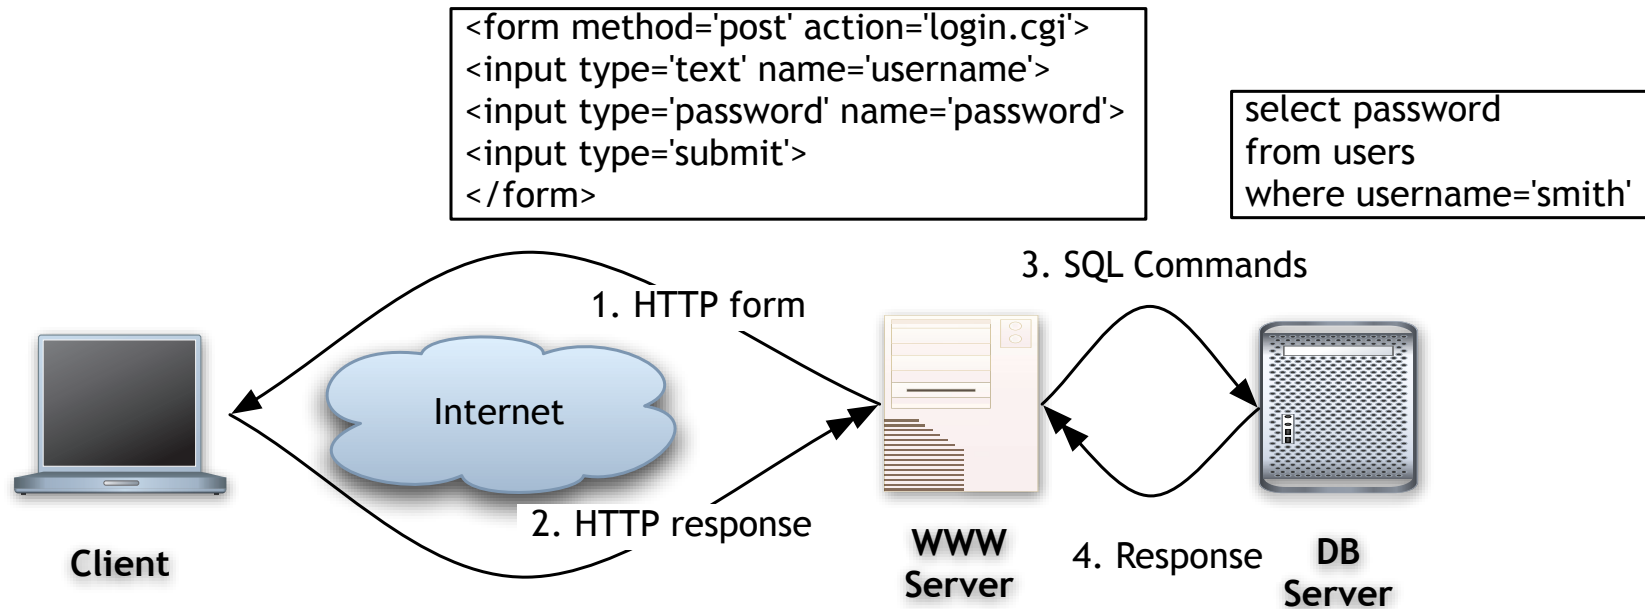 <form method='post' action='login.cgi'>
<input type='text' name='username'>
<input type='password' name='password'>
<input type='submit'>
</form>
select password
from users
where username='smith'
3. SQL Commands
1. HTTP form
Internet
2. HTTP response
Client
WWW
Server
4. Response
DB
Server